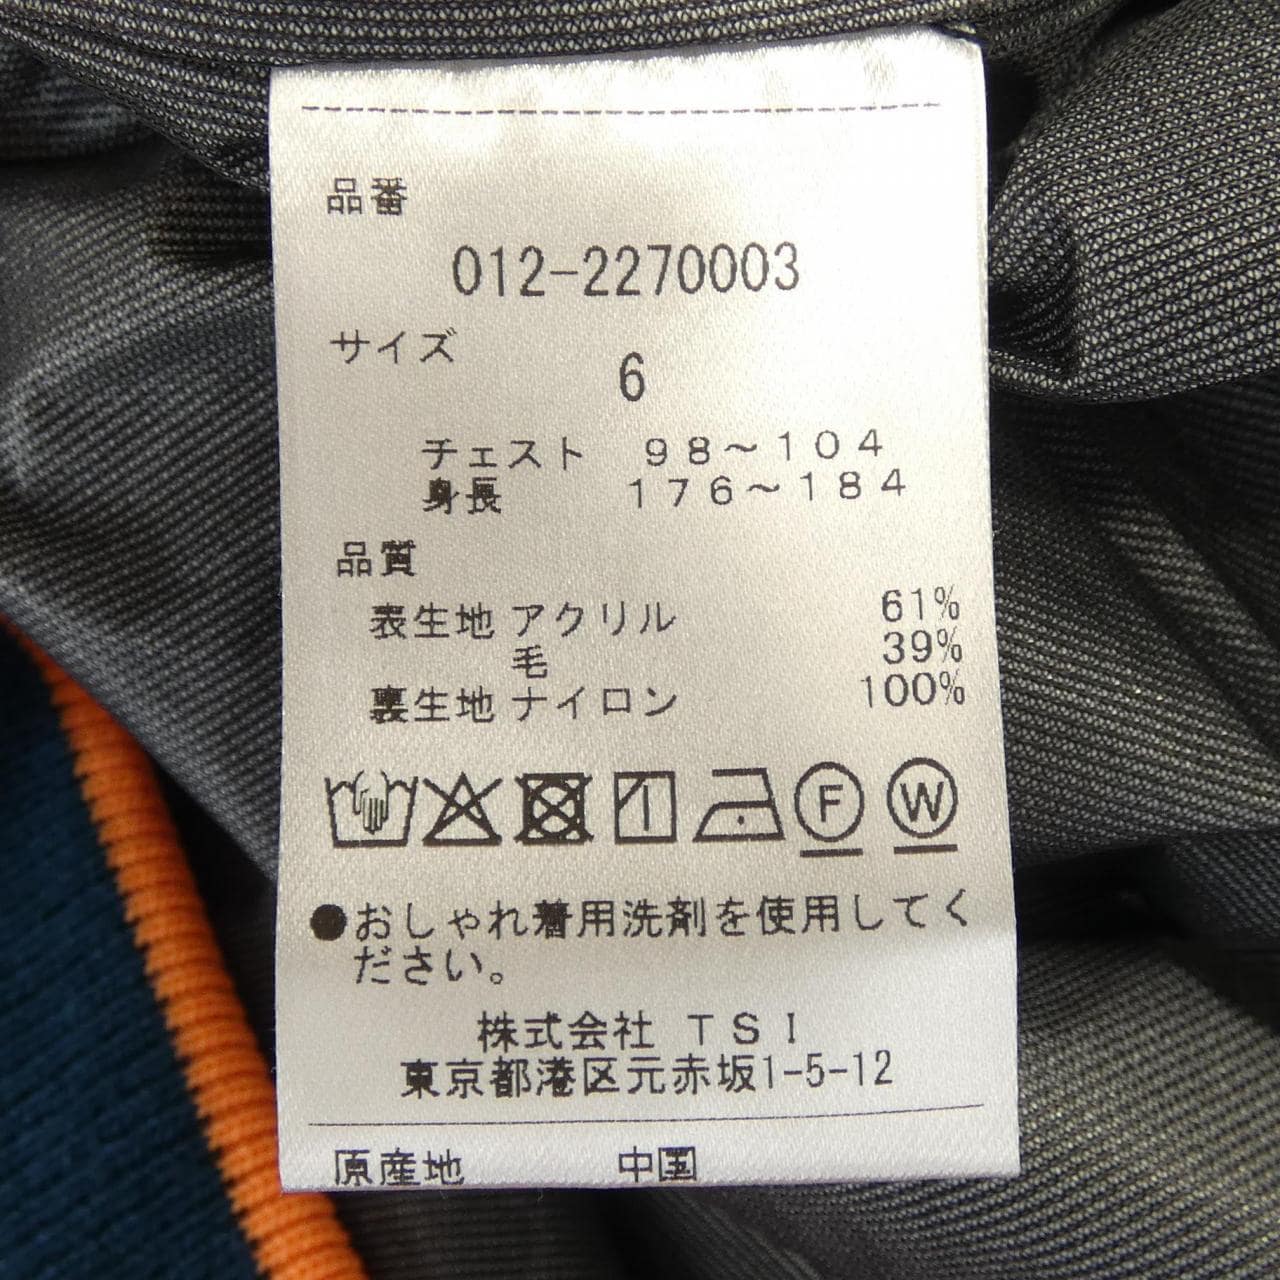 品番
012-2270003
サイズ
6
チェスト 98～104
身長 176～184
品質
表生地 アクリル 61%
毛 39%
裏生地 ナイロン 100%
F W
●おしゃれ着用洗剤を使用してく
ださい。
株式会社 TSI
東京都港区元赤坂1-5-12
原産地 中国